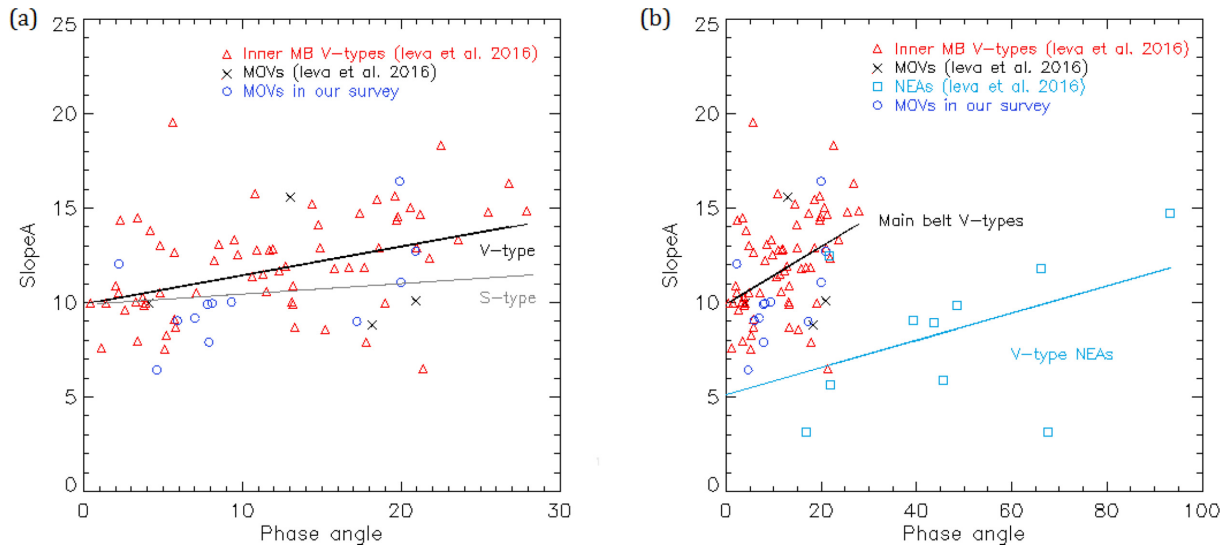 (a)
25
20
15
10
5
0
SlopeA
0
10
20
30
Phase angle
Inner MB V-types (Ieva et al. 2016)
MOVs (Ieva et al. 2016)
MOVs in our survey
V-type
S-type
(b)
25
20
15
10
5
0
SlopeA
0
20
40
60
80
100
Phase angle
Inner MB V-types (Ieva et al. 2016)
MOVs (Ieva et al. 2016)
NEAs (Ieva et al. 2016)
MOVs in our survey
Main belt V-types
V-type NEAs